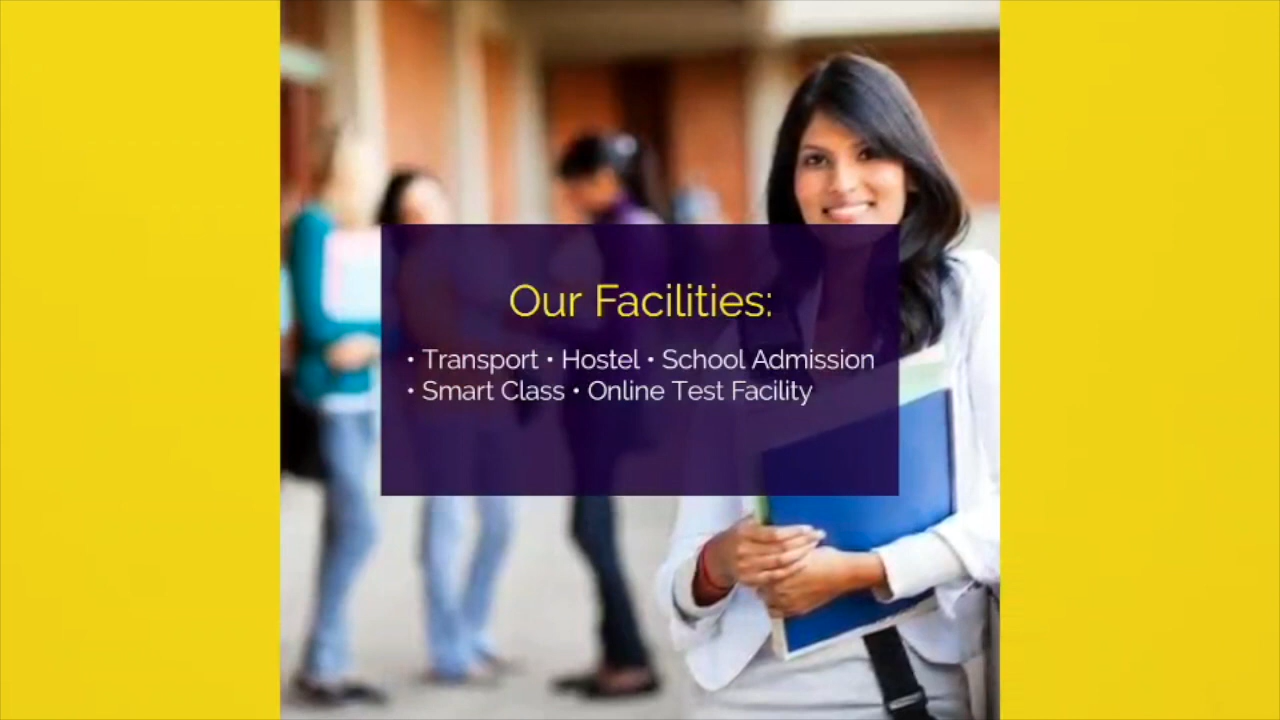 Our Facilities:
• Transport • Hostel • School Admission
• Smart Class • Online Test Facility